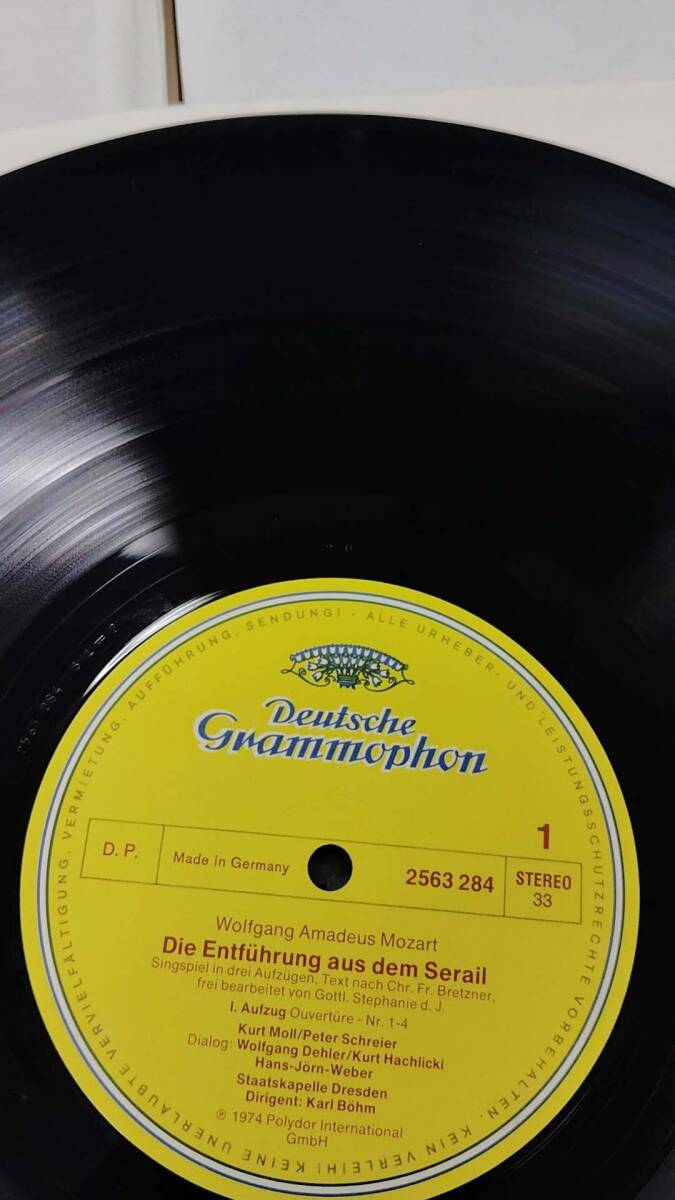 ALLE URHEBER- UND LEISTUNGSSCHUTZRECHTE VORBEHALTEN. KEIN VERLEIH! KEINE UNERLAUBTE VERVIELFÄLTIGUNG, VERMIETUNG, AUFFÜHRUNG, SENDUNG!
Deutsche
Grammophon
1
D. P.
Made in Germany
2563 284
STEREO
33
Wolfgang Amadeus Mozart
Die Entführung aus dem Serail
Singspiel in drei Aufzügen, Text nach Chr. Fr. Bretzner,
frei bearbeitet von Gottl. Stephanie d. J.
I. Aufzug Ouvertüre - Nr. 1-4
Kurt Moll/Peter Schreier
Dialog: Wolfgang Dehler/Kurt Hachlicki
Hans-Jörn-Weber
Staatskapelle Dresden
Dirigent: Karl Böhm
℗ 1974 Polydor International
GmbH